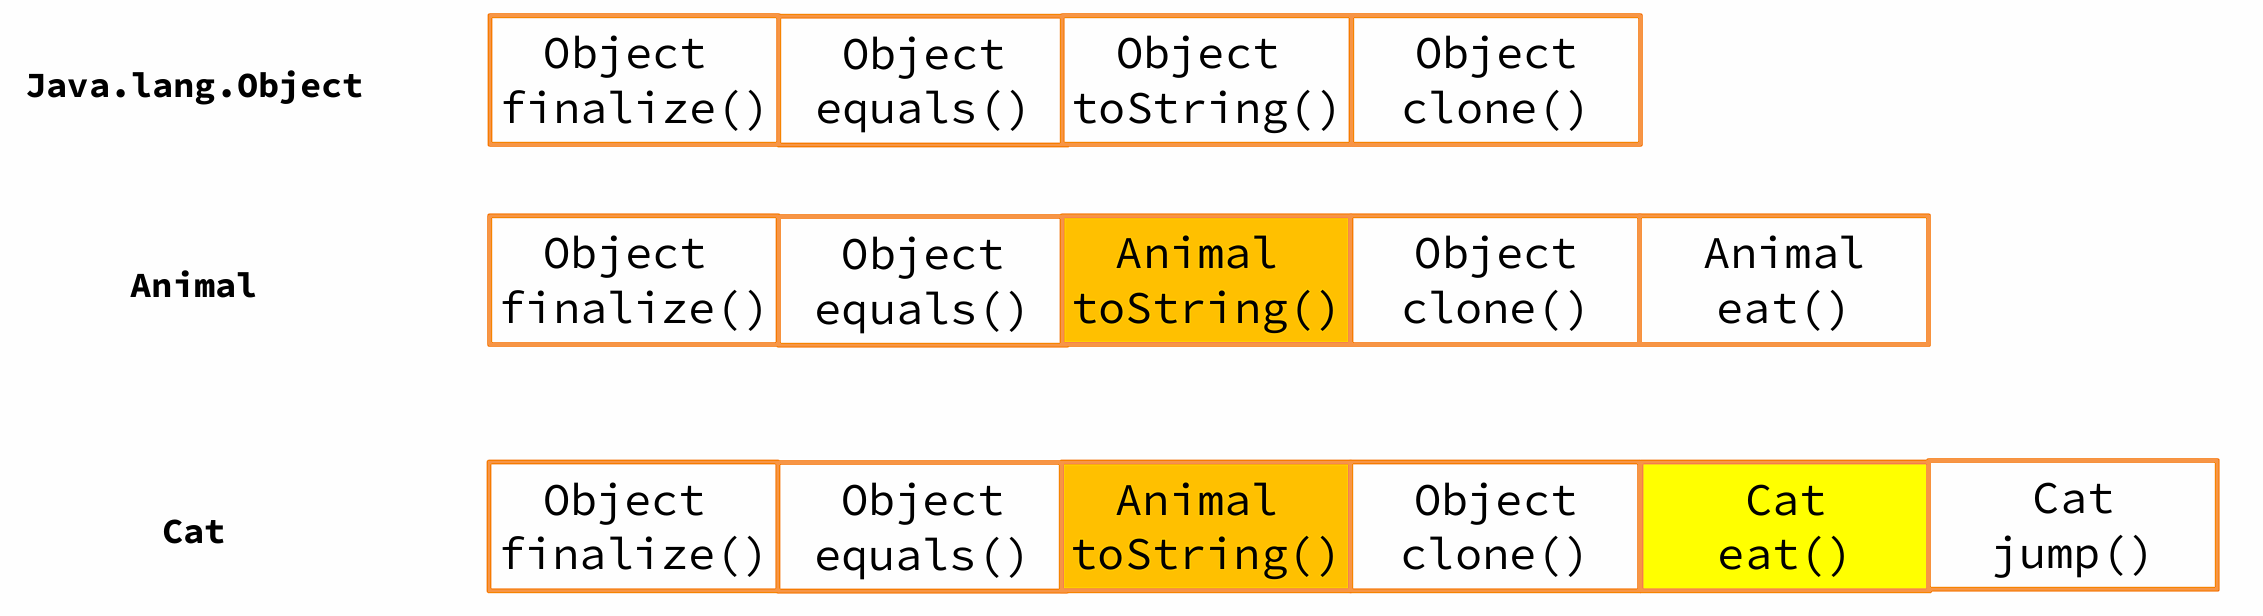 Java.lang.Object
Object
finalize()
Object
equals()
Object
toString()
Object
clone()
Animal
Object
finalize()
Object
equals()
Animal
toString()
Object
clone()
Animal
eat()
Cat
Object
finalize()
Object
equals()
Animal
toString()
Object
clone()
Cat
eat()
Cat
jump()